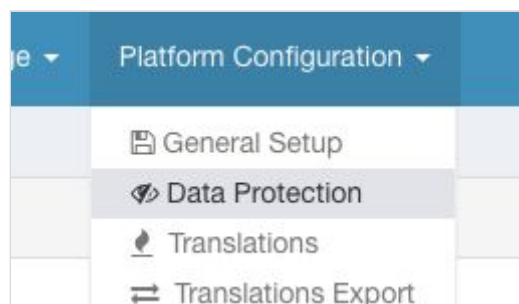 Platform Configuration
General Setup
Data Protection
Translations
Translations Export